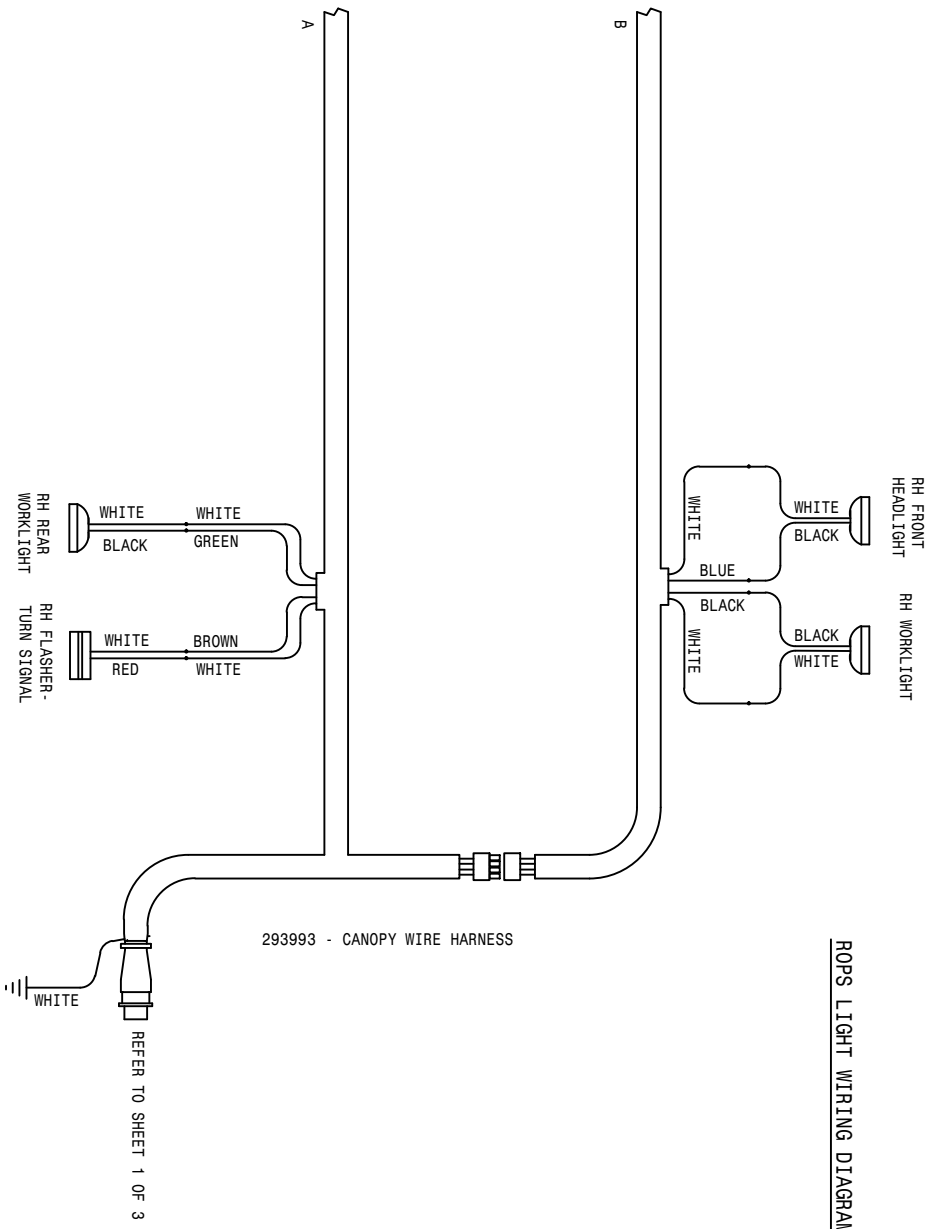 ROPS LIGHT WIRING DIAGRAM
RH FRONT
HEADLIGHT
RH WORKLIGHT
WHITE
BLACK
BLACK
WHITE
WHITE
BLUE
BLACK
WHITE
B
A
WHITE
BLACK
WHITE
GREEN
WHITE
RED
BROWN
WHITE
RH REAR
WORKLIGHT
RH FLASHER-
TURN SIGNAL
293993 - CANOPY WIRE HARNESS
WHITE
REFER TO SHEET 1 OF 3